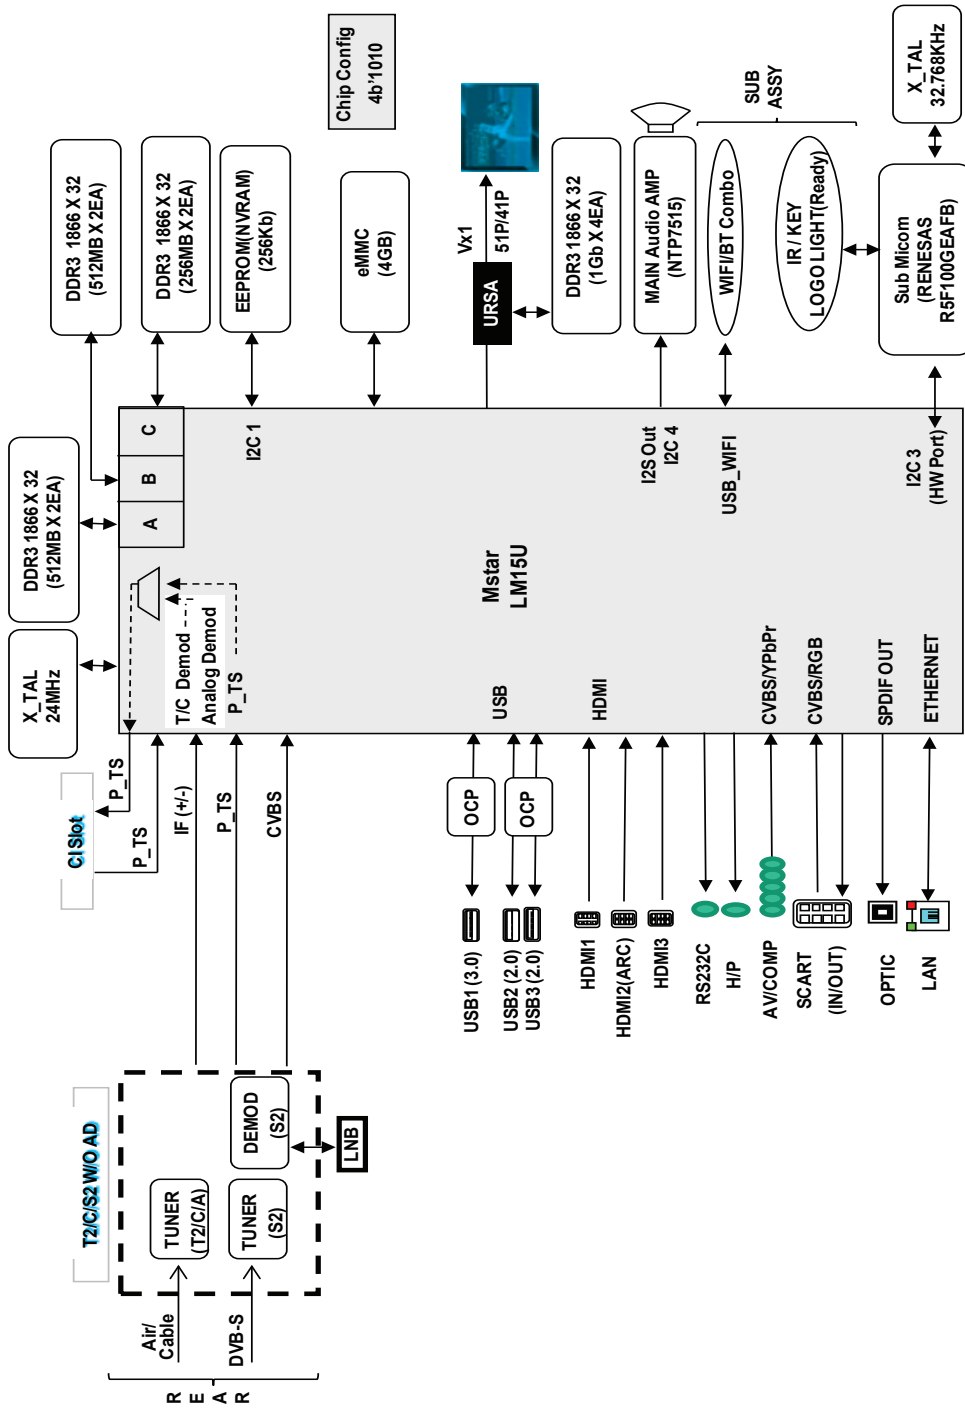 REAR
Air/
Cable
DVB-S
T2/C/S2 W/O AD
TUNER
(T2/C/A)
TUNER
(S2)
DEMOD
(S2)
LNB
CI Slot
P_TS
P_TS
IF (+/-)
P_TS
CVBS
X_TAL
24MHz
DDR3 1866 X 32
(512MB X 2EA)
DDR3 1866 X 32
(512MB X 2EA)
DDR3 1866 X 32
(256MB X 2EA)
EEPROM(NVRAM)
(256Kb)
eMMC
(4GB)
Chip Config
4b'1010
A
B
C
T/C Demod
Analog Demod
P_TS
I2C 1
Mstar
LM15U
Vx1
51P/41P
URSA
DDR3 1866 X 32
(1Gb X 4EA)
I2S Out
I2C 4
MAIN Audio AMP
(NTP7515)
USB_WIFI
WIFI/BT Combo
SUB
ASSY
IR / KEY
LOGO LIGHT(Ready)
I2C 3
(HW Port)
Sub Micom
(RENESAS
R5F100GEAFB)
X_TAL
32.768KHz
USB
HDMI
CVBS/YPbPr
CVBS/RGB
SPDIF OUT
ETHERNET
OCP
OCP
USB1 (3.0)
USB2 (2.0)
USB3 (2.0)
HDMI1
HDMI2(ARC)
HDMI3
RS232C
H/P
AV/COMP
SCART
(IN/OUT)
OPTIC
LAN